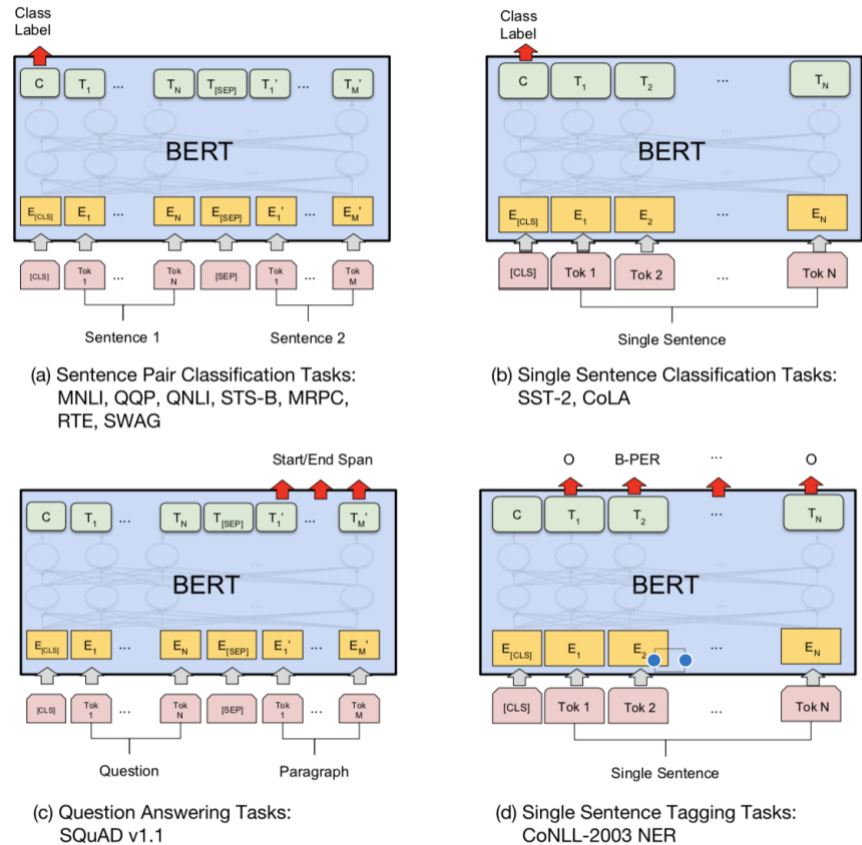 Class
Label
C T1 ... TN T[SEP] T1' ... TM'
...
BERT
...
E[CLS] E1 ... EN E[SEP] E1' ... EM'
[CLS] Tok 1 ... Tok N [SEP] Tok 1 ... Tok M
Sentence 1 Sentence 2
(a) Sentence Pair Classification Tasks:
MNLI, QQP, QNLI, STS-B, MRPC,
RTE, SWAG
Class
Label
C T1 T2 ... TN
...
BERT
...
E[CLS] E1 E2 ... EN
[CLS] Tok 1 Tok 2 ... Tok N
Single Sentence
(b) Single Sentence Classification Tasks:
SST-2, CoLA
Start/End Span
C T1 ... TN T[SEP] T1' ... TM'
...
BERT
...
E[CLS] E1 ... EN E[SEP] E1' ... EM'
[CLS] Tok 1 ... Tok N [SEP] Tok 1 ... Tok M
Question Paragraph
(c) Question Answering Tasks:
SQuAD v1.1
O B-PER ... O
C T1 T2 ... TN
...
BERT
...
E[CLS] E1 E2 ... EN
[CLS] Tok 1 Tok 2 ... Tok N
Single Sentence
(d) Single Sentence Tagging Tasks:
CoNLL-2003 NER